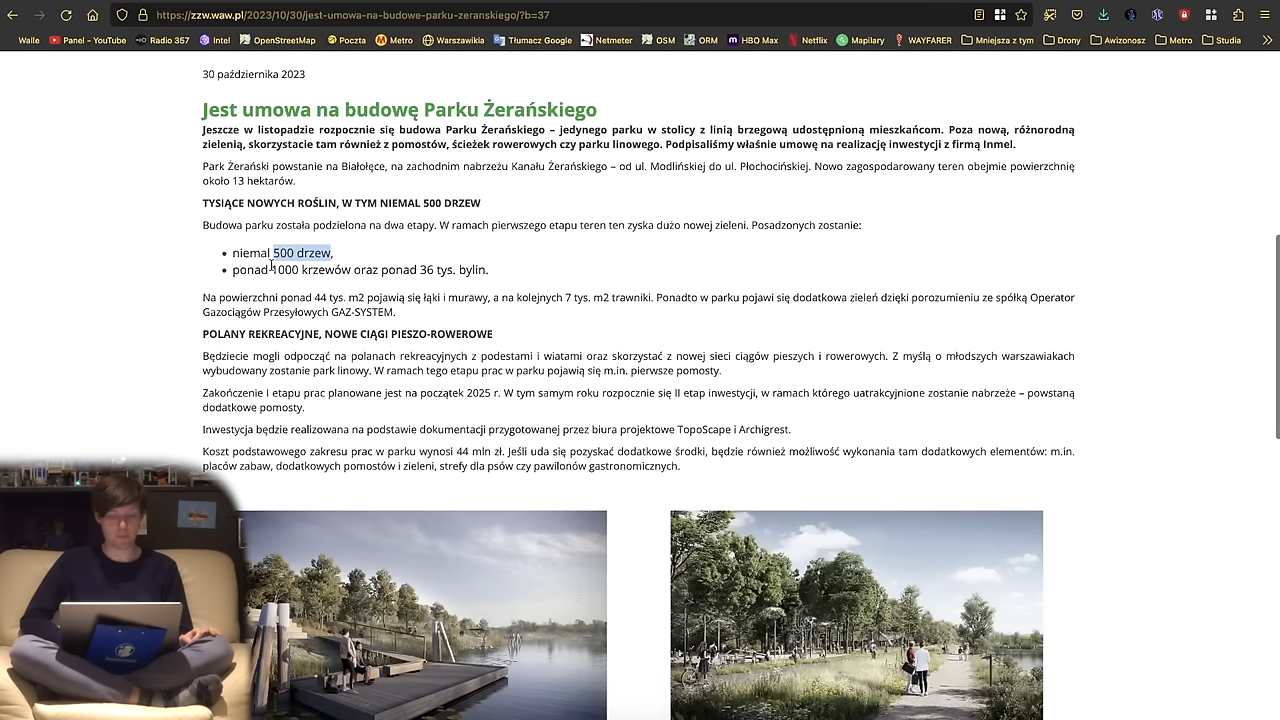 https://zzw.waw.pl/2023/10/30/jest-umowa-na-budowe-parku-zeranskiego/?b=37
Walle Panel - YouTube Radio 357 Intel OpenStreetMap Poczta Metro Warszawikia Tłumacz Google Netmeter OSM ORM HBO Max Netflix Mapilary WAYFARER Mniejsza z tym Drony Awizonosz Metro Studia
30 października 2023
Jest umowa na budowę Parku Żerańskiego
Jeszcze w listopadzie rozpocznie się budowa Parku Żerańskiego – jedynego parku w stolicy z linią brzegową udostępnioną mieszkańcom. Poza nową, różnorodną
zielenią, skorzystacie tam również z pomostów, ścieżek rowerowych czy parku linowego. Podpisaliśmy właśnie umowę na realizację inwestycji z firmą Inmel.
Park Żerański powstanie na Białołęce, na zachodnim nabrzeżu Kanału Żerańskiego – od ul. Modlińskiej do ul. Płochocińskiej. Nowo zagospodarowany teren obejmie powierzchnię
około 13 hektarów.
TYSIĄCE NOWYCH ROŚLIN, W TYM NIEMAL 500 DRZEW
Budowa parku została podzielona na dwa etapy. W ramach pierwszego etapu teren ten zyska dużo nowej zieleni. Posadzonych zostanie:
niemal 500 drzew,
ponad 1000 krzewów oraz ponad 36 tys. bylin.
Na powierzchni ponad 44 tys. m2 pojawią się łąki i murawy, a na kolejnych 7 tys. m2 trawniki. Ponadto w parku pojawi się dodatkowa zieleń dzięki porozumieniu ze spółką Operator
Gazociągów Przesyłowych GAZ-SYSTEM.
POLANY REKREACYJNE, NOWE CIĄGI PIESZO-ROWEROWE
Będziecie mogli odpocząć na polanach rekreacyjnych z podestami i wiatami oraz skorzystać z nowej sieci ciągów pieszych i rowerowych. Z myślą o młodszych warszawiakach
wybudowany zostanie park linowy. W ramach tego etapu prac w parku pojawią się m.in. pierwsze pomosty.
Zakończenie I etapu prac planowane jest na początek 2025 r. W tym samym roku rozpocznie się II etap inwestycji, w ramach którego uatrakcyjnione zostanie nabrzeże – powstaną
dodatkowe pomosty.
Inwestycja będzie realizowana na podstawie dokumentacji przygotowanej przez biura projektowe TopoScape i Archigrest.
Koszt podstawowego zakresu prac w parku wynosi 44 mln zł. Jeśli uda się pozyskać dodatkowe środki, będzie również możliwość wykonania tam dodatkowych elementów: m.in.
placów zabaw, dodatkowych pomostów i zieleni, strefy dla psów czy pawilonów gastronomicznych.